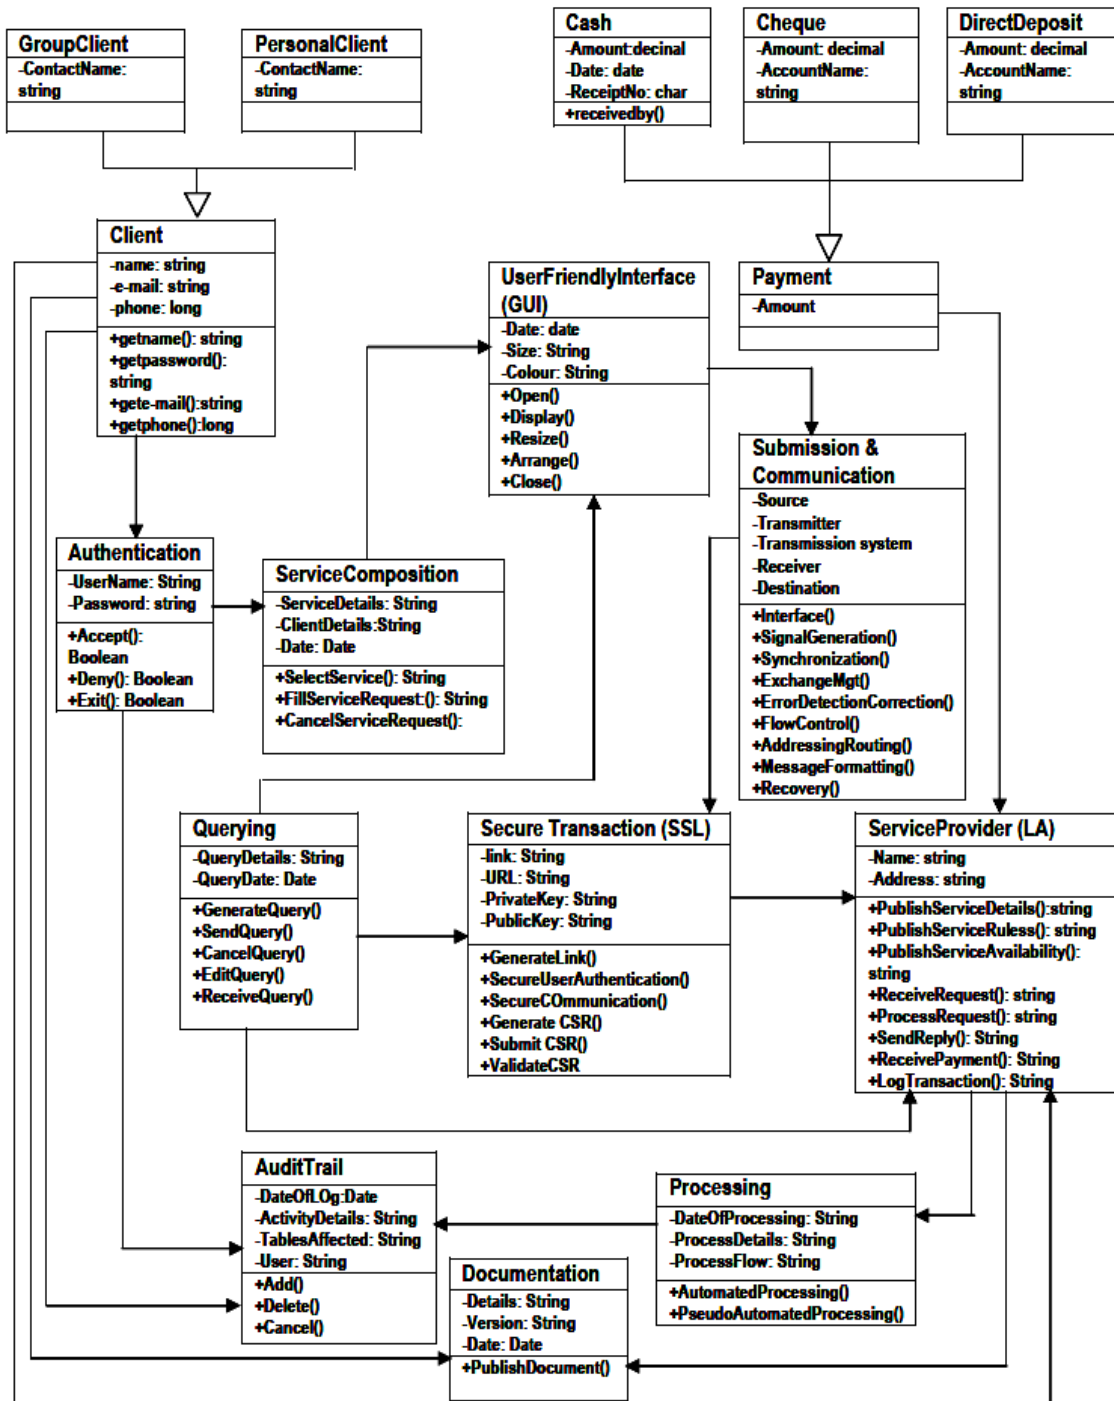 GroupClient
-ContactName:
string
PersonalClient
-ContactName:
string
Cash
-Amount:decinal
-Date: date
-ReceiptNo: char
+receivedby()
Cheque
-Amount: decimal
-AccountName:
string
DirectDeposit
-Amount: decimal
-AccountName:
string
Client
-name: string
-e-mail: string
-phone: long
+getname(): string
+getpassword():
string
+gete-mail():string
+getphone():long
UserFriendlyInterface
(GUI)
-Date: date
-Size: String
-Colour: String
+Open()
+Display()
+Resize()
+Arrange()
+Close()
Payment
-Amount
Submission &
Communication
-Source
-Transmitter
-Transmission system
-Receiver
-Destination
+Interface()
+SignalGeneration()
+Synchronization()
+ExchangeMgt()
+ErrorDetectionCorrection()
+FlowControl()
+AddressingRouting()
+MessageFormatting()
+Recovery()
Authentication
-UserName: String
-Password: string
+Accept():
Boolean
+Deny(): Boolean
+Exit(): Boolean
ServiceComposition
-ServiceDetails: String
-ClientDetails:String
-Date: Date
+SelectService(): String
+FillServiceRequest:(): String
+CancelServiceRequest():
Querying
-QueryDetails: String
-QueryDate: Date
+GenerateQuery()
+SendQuery()
+CancelQuery()
+EditQuery()
+ReceiveQuery()
Secure Transaction (SSL)
-link: String
-URL: String
-PrivateKey: String
-PublicKey: String
+GenerateLink()
+SecureUserAuthentication()
+SecureCOmmunication()
+Generate CSR()
+Submit CSR()
+ValidateCSR
ServiceProvider (LA)
-Name: string
-Address: string
+PublishServiceDetails():string
+PublishServiceRuless(): string
+PublishServiceAvailability():
string
+ReceiveRequest(): string
+ProcessRequest(): string
+SendReply(): String
+ReceivePayment(): String
+LogTransaction(): String
AuditTrail
-DateOfLOg:Date
-ActivityDetails: String
-TablesAffected: String
-User: String
+Add()
+Delete()
+Cancel()
Documentation
-Details: String
-Version: String
-Date: Date
+PublishDocument()
Processing
-DateOfProcessing: String
-ProcessDetails: String
-ProcessFlow: String
+AutomatedProcessing()
+PseudoAutomatedProcessing()